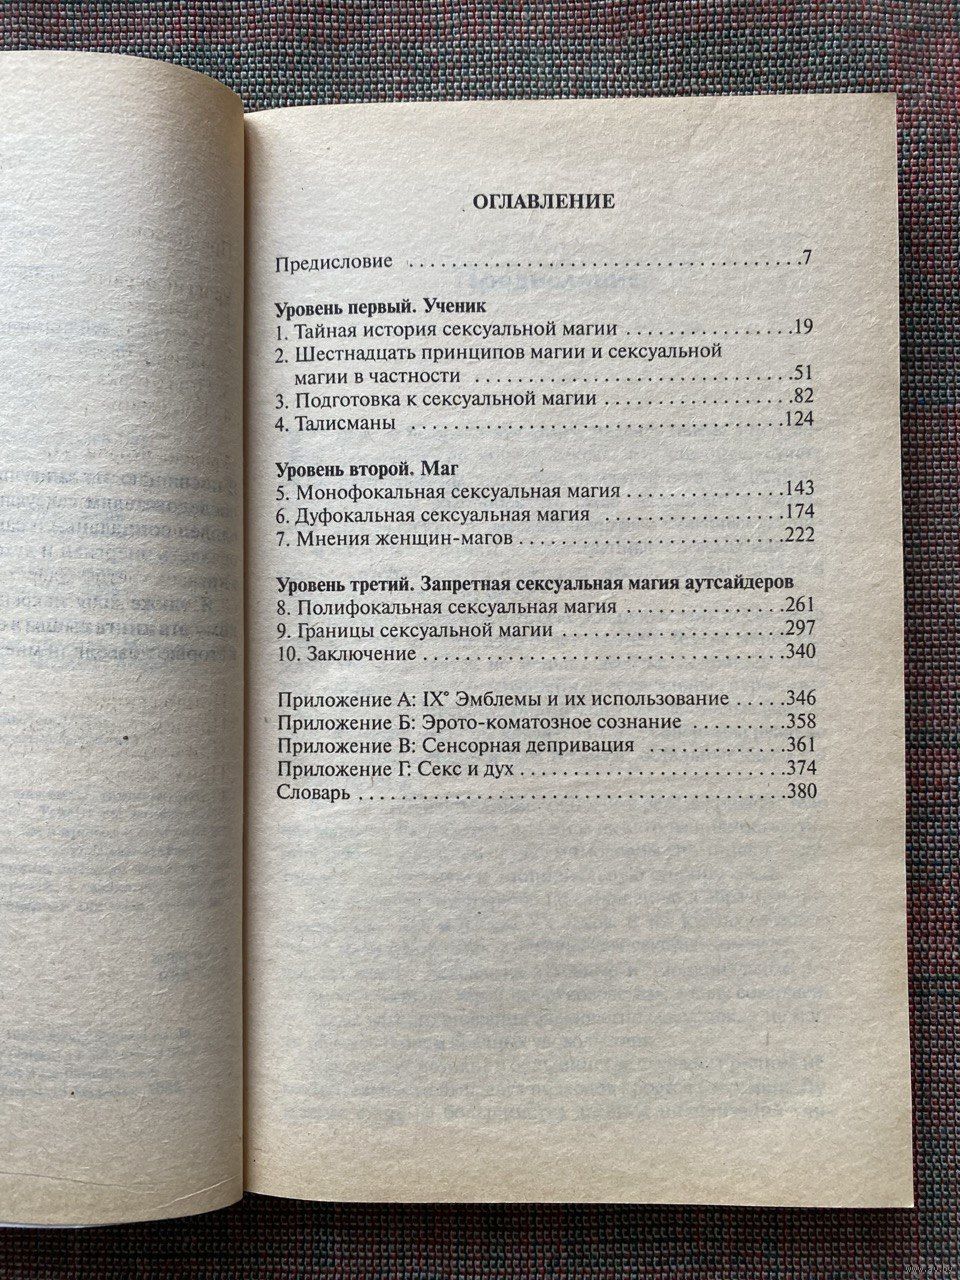 ОГЛАВЛЕНИЕ
Предисловие ........................................7
Уровень первый. Ученик
1. Тайная история сексуальной магии ................19
2. Шестнадцать принципов магии и сексуальной
магии в частности ..............................51
3. Подготовка к сексуальной магии ...................82
4. Талисманы .....................................124
Уровень второй. Маг
5. Монофокальная сексуальная магия ................143
6. Дуфокальная сексуальная магия ..................174
7. Мнения женщин-магов ..........................222
Уровень третий. Запретная сексуальная магия аутсайдеров
8. Полифокальная сексуальная магия ................261
9. Границы сексуальной магии ......................297
10. Заключение ....................................340
Приложение А: IX° Эмблемы и их использование .....346
Приложение Б: Эрото-коматозное сознание .........358
Приложение В: Сенсорная депривация .............361
Приложение Г: Секс и дух ..........................374
Словарь ..........................................380